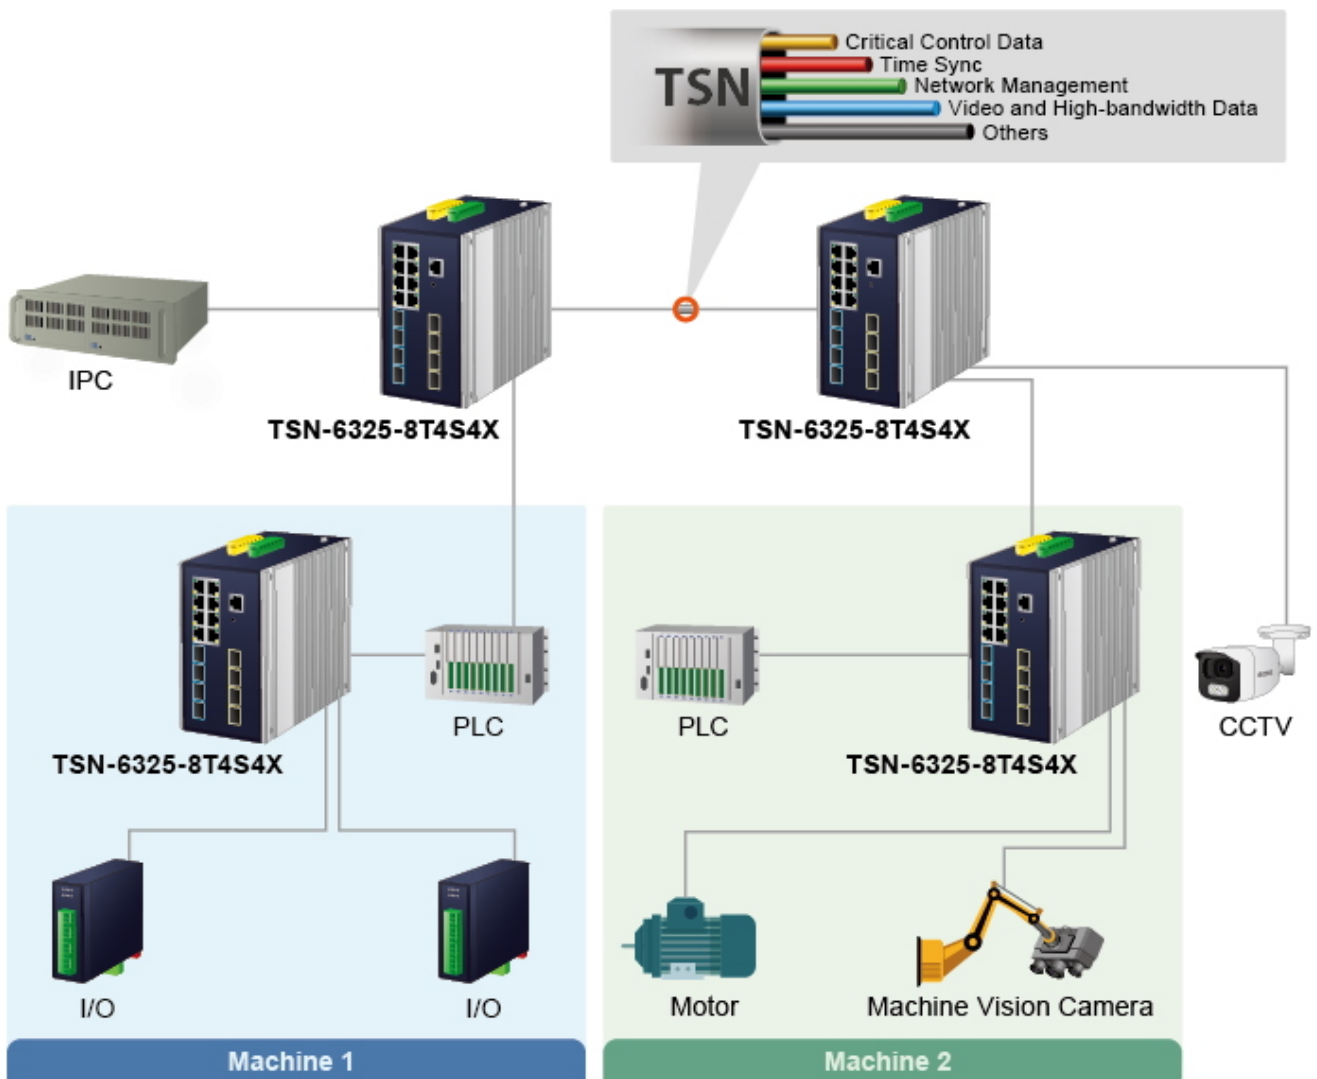 TSN
Critical Control Data
Time Sync
Network Management
Video and High-bandwidth Data
Others
IPC
TSN-6325-8T4S4X
TSN-6325-8T4S4X
PLC
PLC
CCTV
TSN-6325-8T4S4X
TSN-6325-8T4S4X
I/O
I/O
Motor
Machine Vision Camera
Machine 1
Machine 2